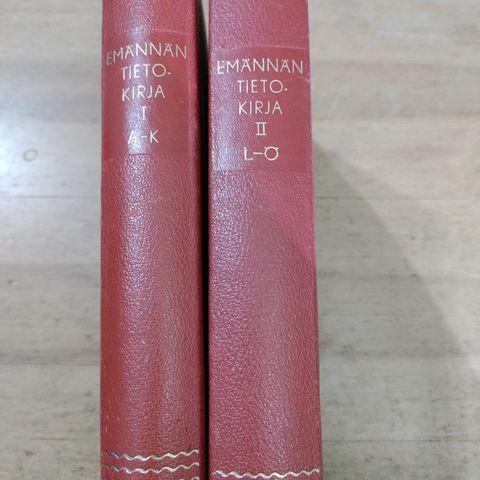 EMÄNNÄN
TIETO-
KIRJA
I
A-K
EMÄNNÄN
TIETO-
KIRJA
II
L-Ö